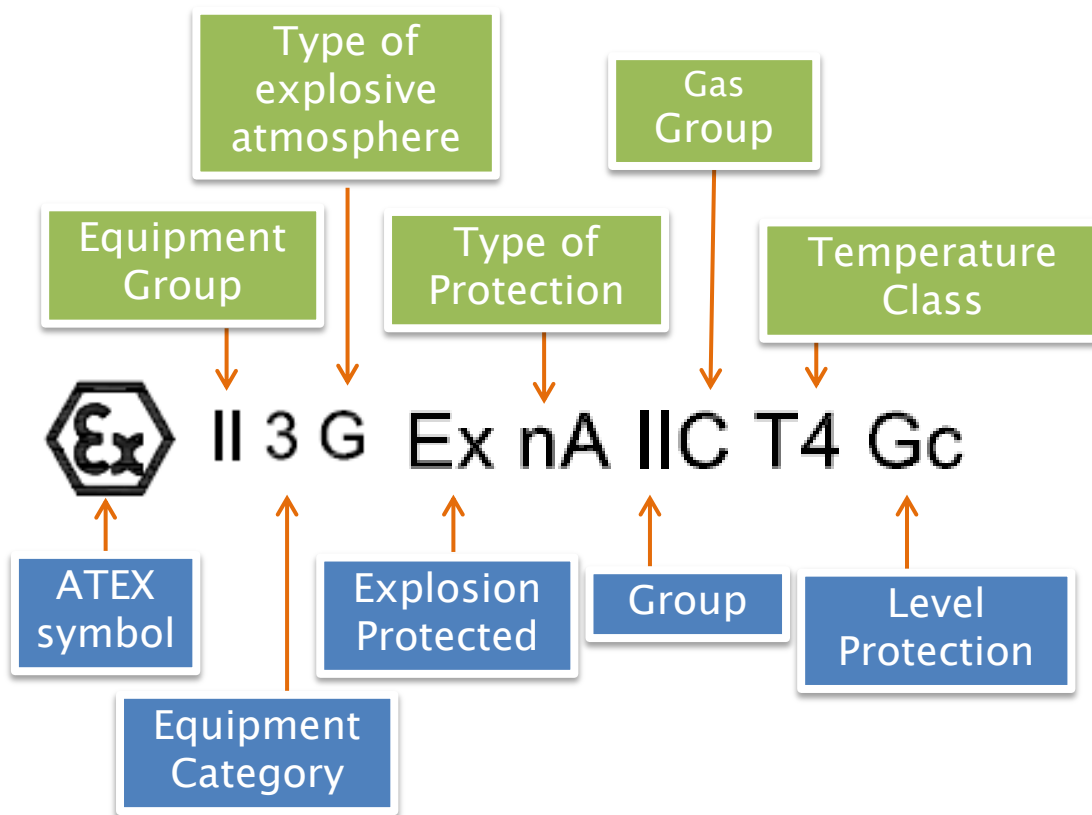 Type of
explosive
atmosphere
Gas
Group
Equipment
Group
Type of
Protection
Temperature
Class
Ex II 3 G Ex nA IIC T4 Gc
ATEX
symbol
Explosion
Protected
Group
Level
Protection
Equipment
Category